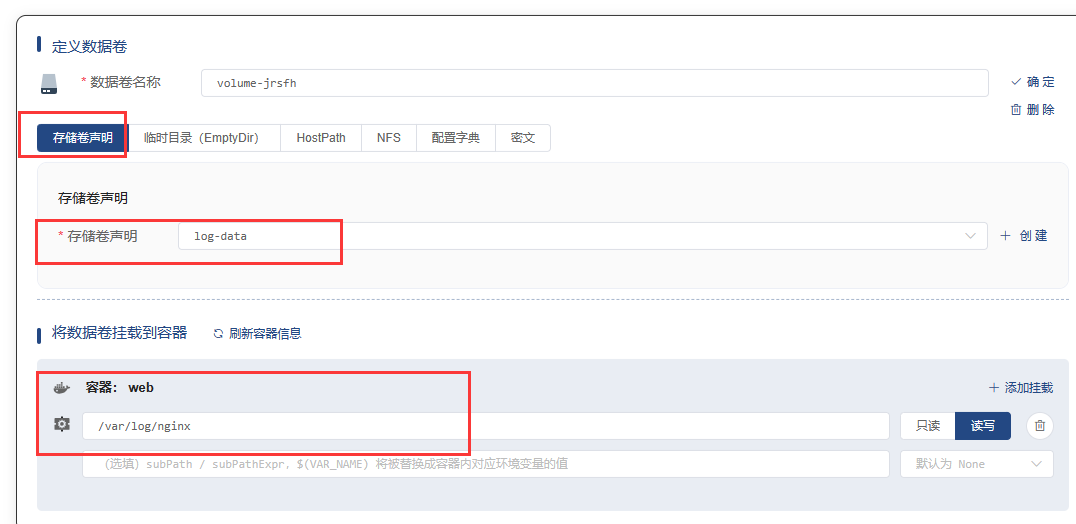 定义数据卷
* 数据卷名称 volume-jrsfh 确 定
删 除
存储卷声明 临时目录（EmptyDir） HostPath NFS 配置字典 密文
存储卷声明
* 存储卷声明 log-data + 创 建
将数据卷挂载到容器 刷新容器信息
容器： web + 添加挂载
/var/log/nginx 只读 读写
（选填）subPath / subPathExpr，$(VAR_NAME) 将被替换成容器内对应环境变量的值 默认为 None